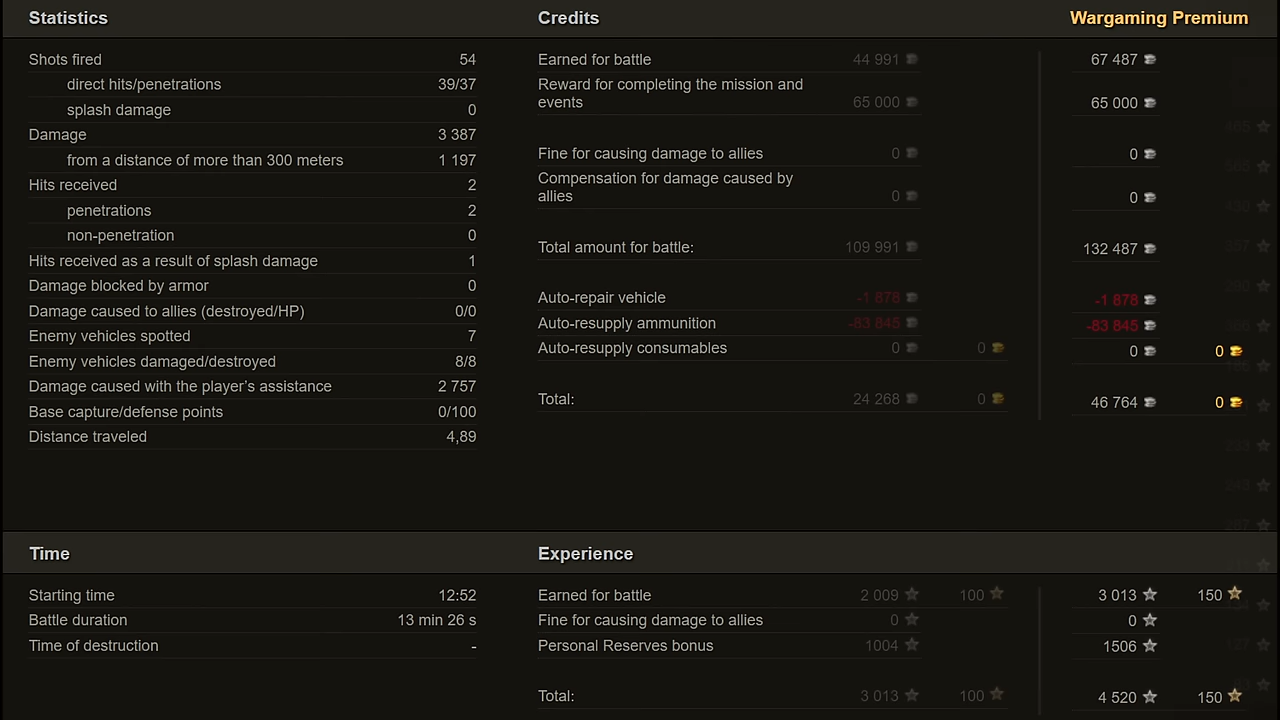 Statistics
Shots fired 54
direct hits/penetrations 39/37
splash damage 0
Damage 3 387
from a distance of more than 300 meters 1 197
Hits received 2
penetrations 2
non-penetration 0
Hits received as a result of splash damage 1
Damage blocked by armor 0
Damage caused to allies (destroyed/HP) 0/0
Enemy vehicles spotted 7
Enemy vehicles damaged/destroyed 8/8
Damage caused with the player's assistance 2 757
Base capture/defense points 0/100
Distance traveled 4,89
Credits Wargaming Premium
Earned for battle 44 991 67 487
Reward for completing the mission and
events 65 000 65 000
Fine for causing damage to allies 0 0
Compensation for damage caused by
allies 0 0
Total amount for battle: 109 991 132 487
Auto-repair vehicle -1 878 -1 878
Auto-resupply ammunition -83 845 -83 845
Auto-resupply consumables 0 0 0 0
Total: 24 268 0 46 764 0
Time
Starting time 12:52
Battle duration 13 min 26 s
Time of destruction -
Experience
Earned for battle 2 009 100 3 013 150
Fine for causing damage to allies 0 0
Personal Reserves bonus 1004 1506
Total: 3 013 100 4 520 150